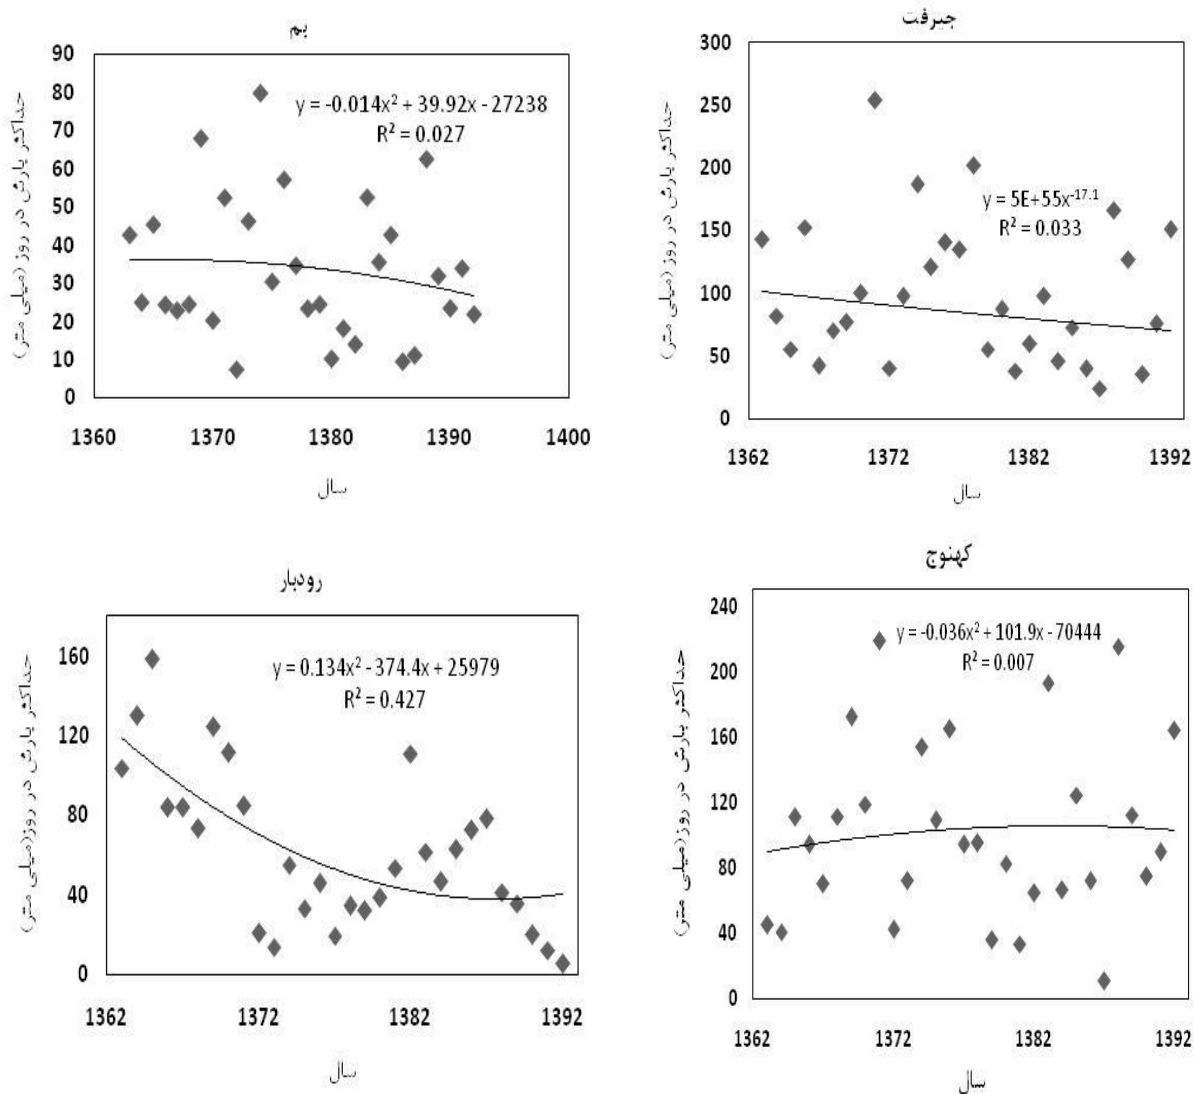 بم
90
80
70
60
50
40
30
20
10
0
1360 1370 1380 1390 1400
y = -0.014x² + 39.92x - 27238
R² = 0.027
حداکثر بارش در روز (میلی متر)
سال
جیرفت
300
250
200
150
100
50
0
1362 1372 1382 1392
y = 5E+55x⁻¹⁷·¹
R² = 0.033
حداکثر بارش در روز (میلی متر)
سال
رودبار
160
120
80
40
0
1362 1372 1382 1392
y = 0.134x² - 374.4x + 25979
R² = 0.427
حداکثر بارش در روز(میلی متر)
سال
کهنوج
240
200
160
120
80
40
0
1362 1372 1382 1392
y = -0.036x² + 101.9x - 70444
R² = 0.007
حداکثر بارش در روز(میلی متر)
سال